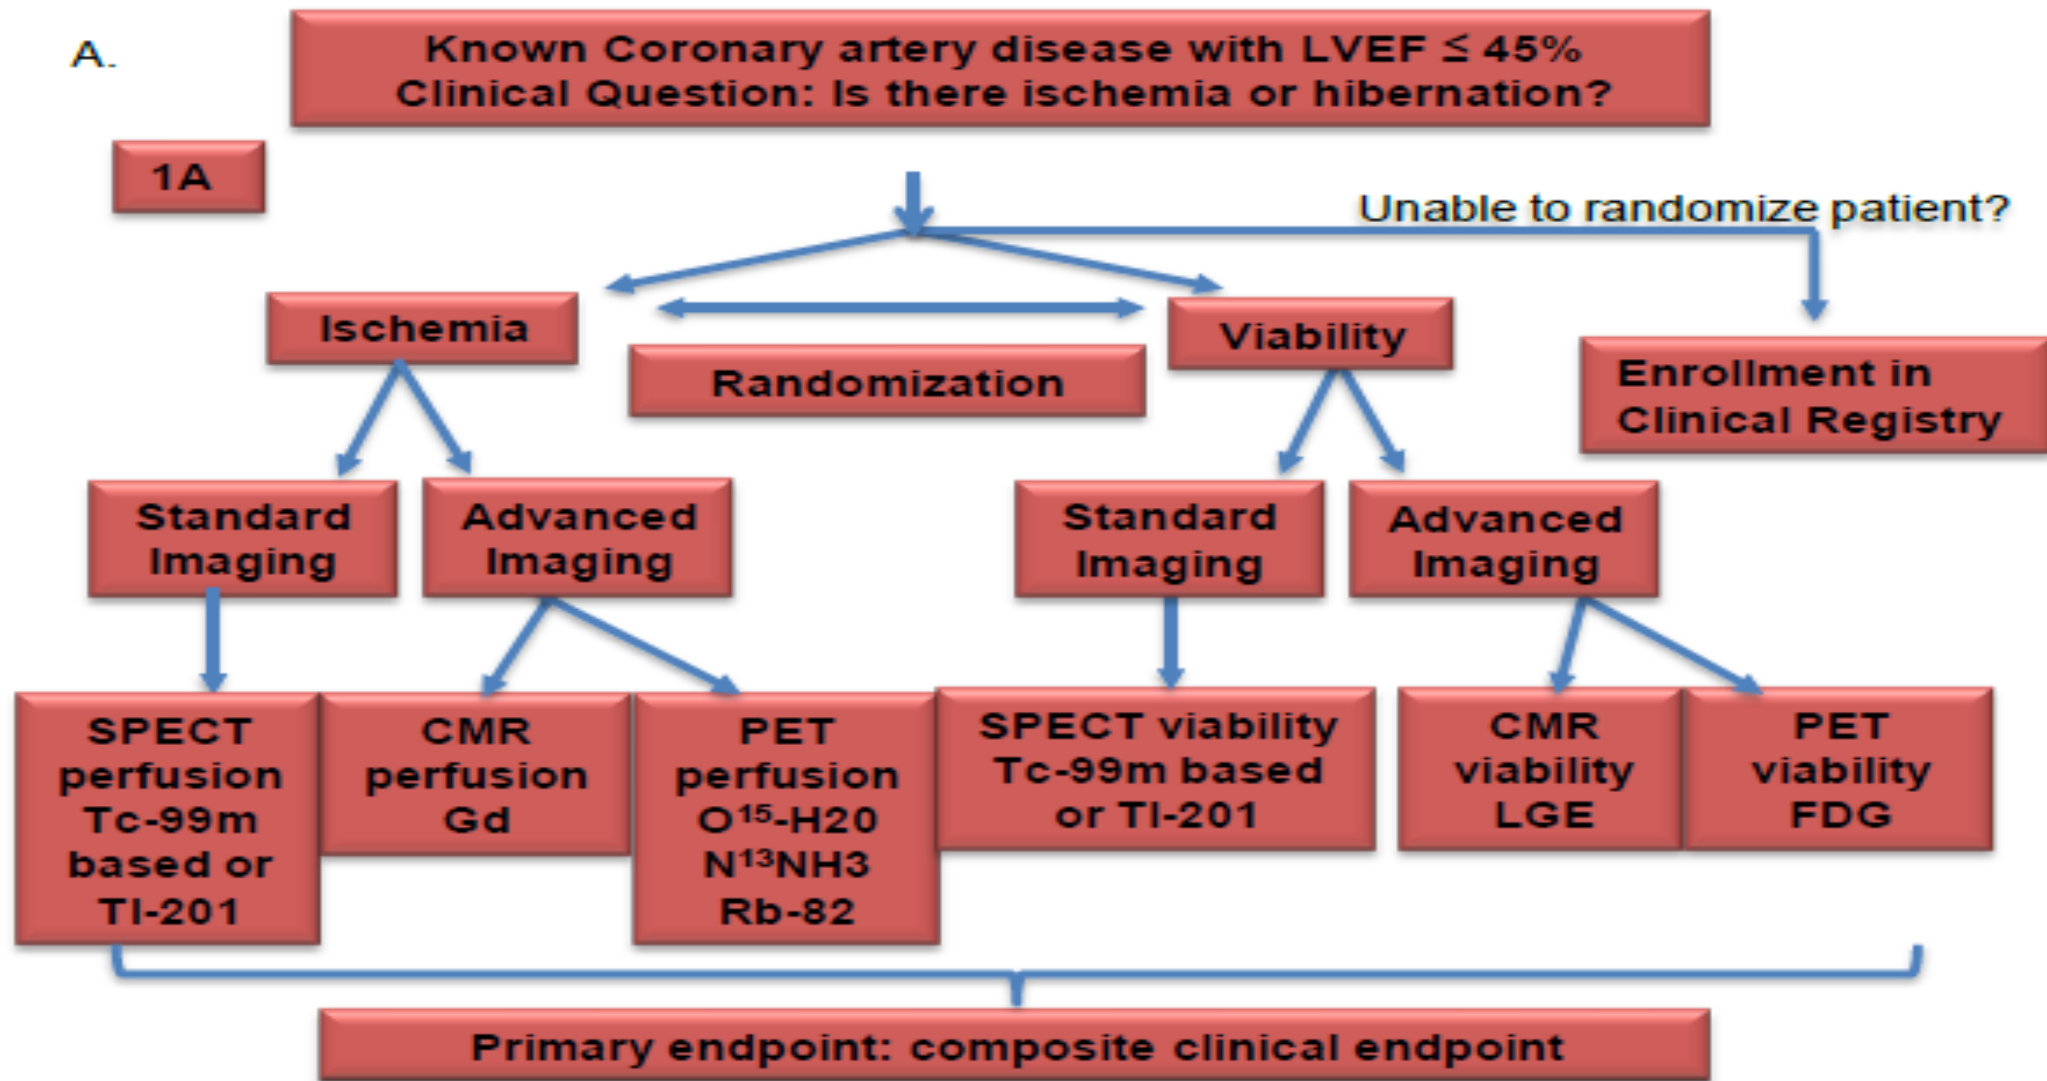 A.
Known Coronary artery disease with LVEF ≤ 45%
Clinical Question: Is there ischemia or hibernation?
1A
Unable to randomize patient?
Ischemia
Randomization
Viability
Enrollment in
Clinical Registry
Standard
Imaging
Advanced
Imaging
Standard
Imaging
Advanced
Imaging
SPECT
perfusion
Tc-99m
based or
TI-201
CMR
perfusion
Gd
PET
perfusion
O¹⁵-H20
N¹³NH3
Rb-82
SPECT viability
Tc-99m based
or TI-201
CMR
viability
LGE
PET
viability
FDG
Primary endpoint: composite clinical endpoint